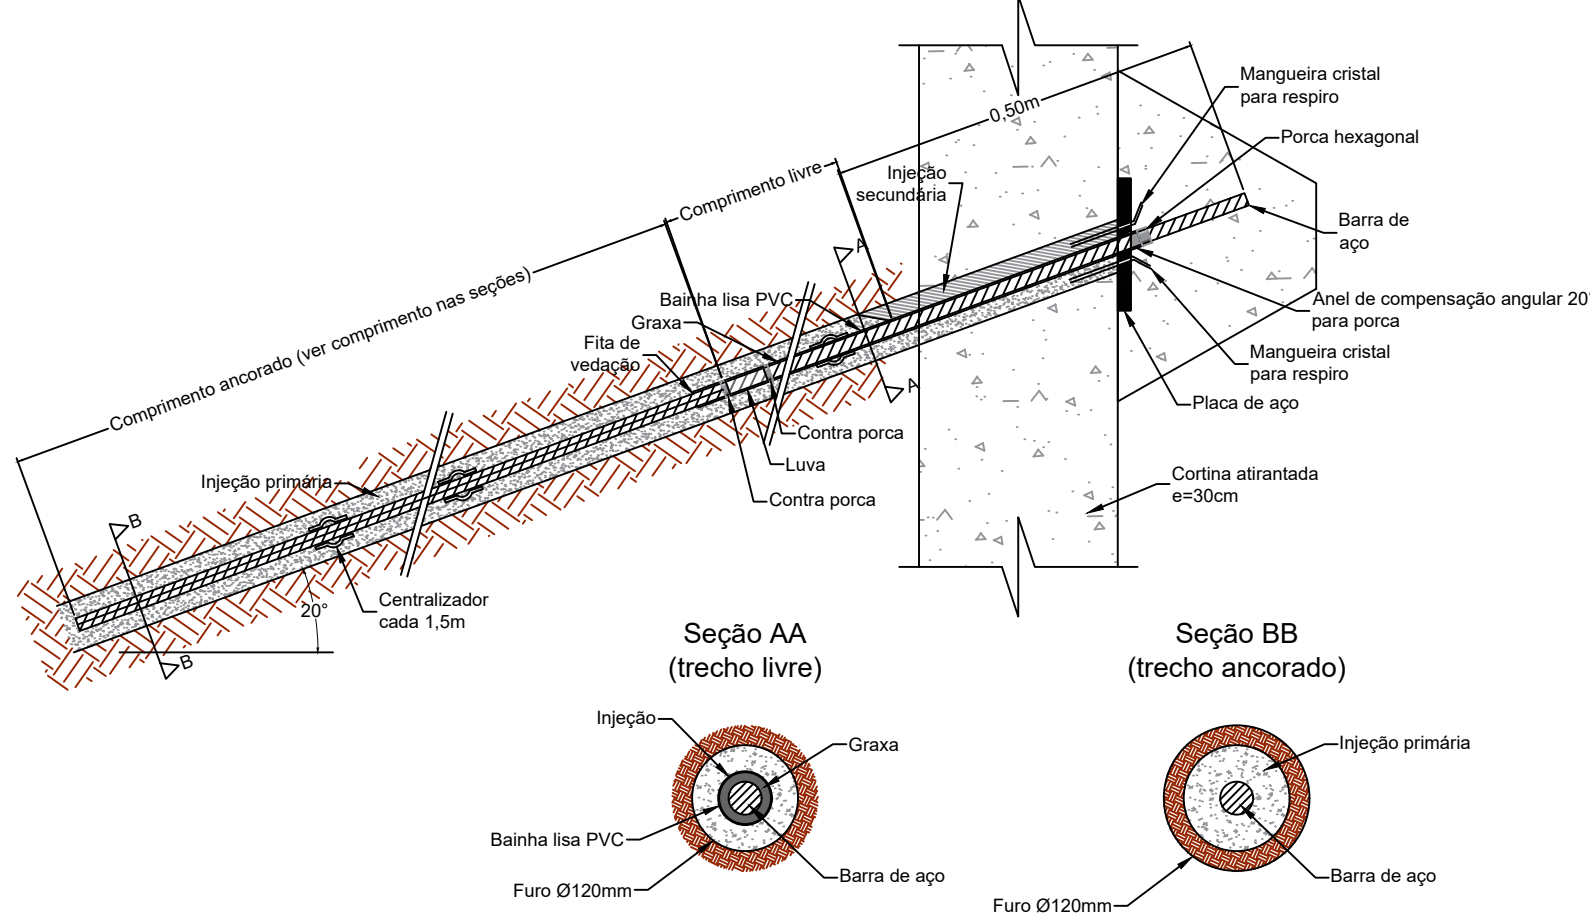 Mangueira cristal
para respiro
0,50m
Porca hexagonal
Comprimento livre
Injeção
secundária
Barra de
aço
A
Comprimento ancorado (ver comprimento nas seções)
Bainha lisa PVC
Graxa
Anel de compensação angular 20°
para porca
Fita de
vedação
Mangueira cristal
para respiro
A
Placa de aço
Contra porca
Luva
Injeção primária
Cortina atirantada
e=30cm
Contra porca
B
Centralizador
cada 1,5m
20°
B
Seção AA
(trecho livre)
Seção BB
(trecho ancorado)
Injeção
Graxa
Bainha lisa PVC
Barra de aço
Furo Ø120mm
Injeção primária
Barra de aço
Furo Ø120mm